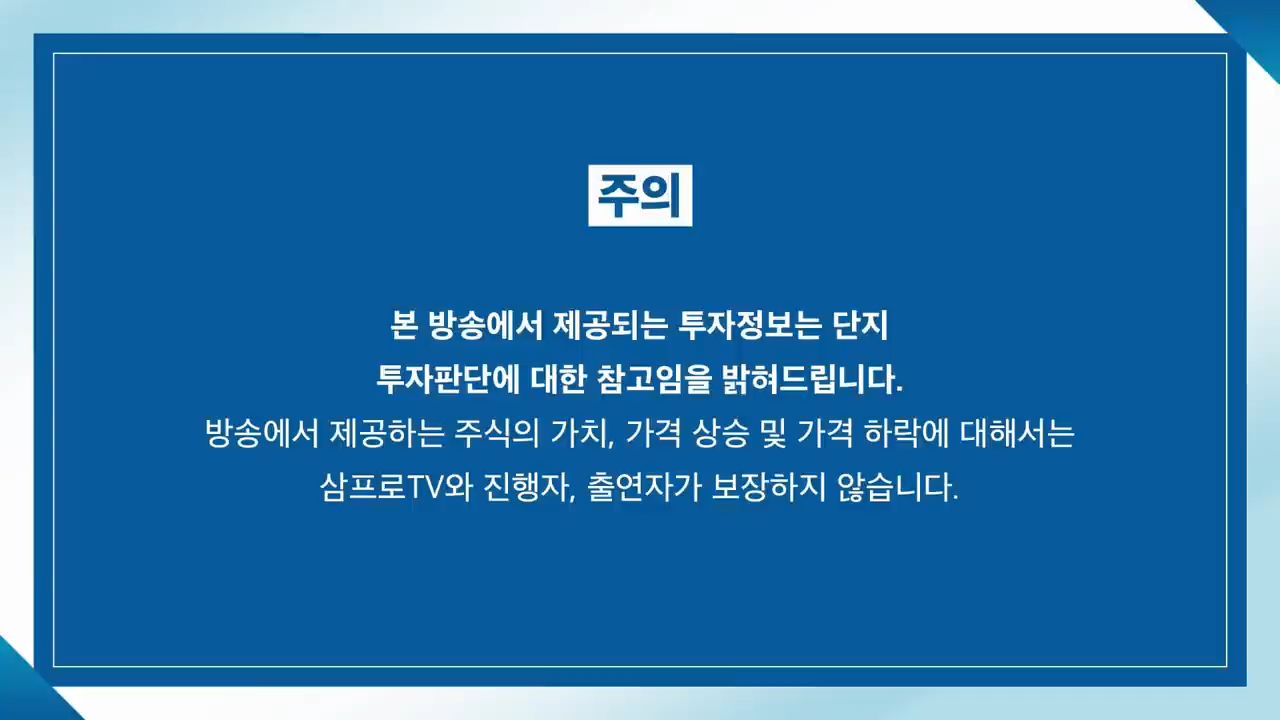 주의
본 방송에서 제공되는 투자정보는 단지
투자판단에 대한 참고임을 밝혀드립니다.
방송에서 제공하는 주식의 가치, 가격 상승 및 가격 하락에 대해서는
삼프로TV와 진행자, 출연자가 보장하지 않습니다.